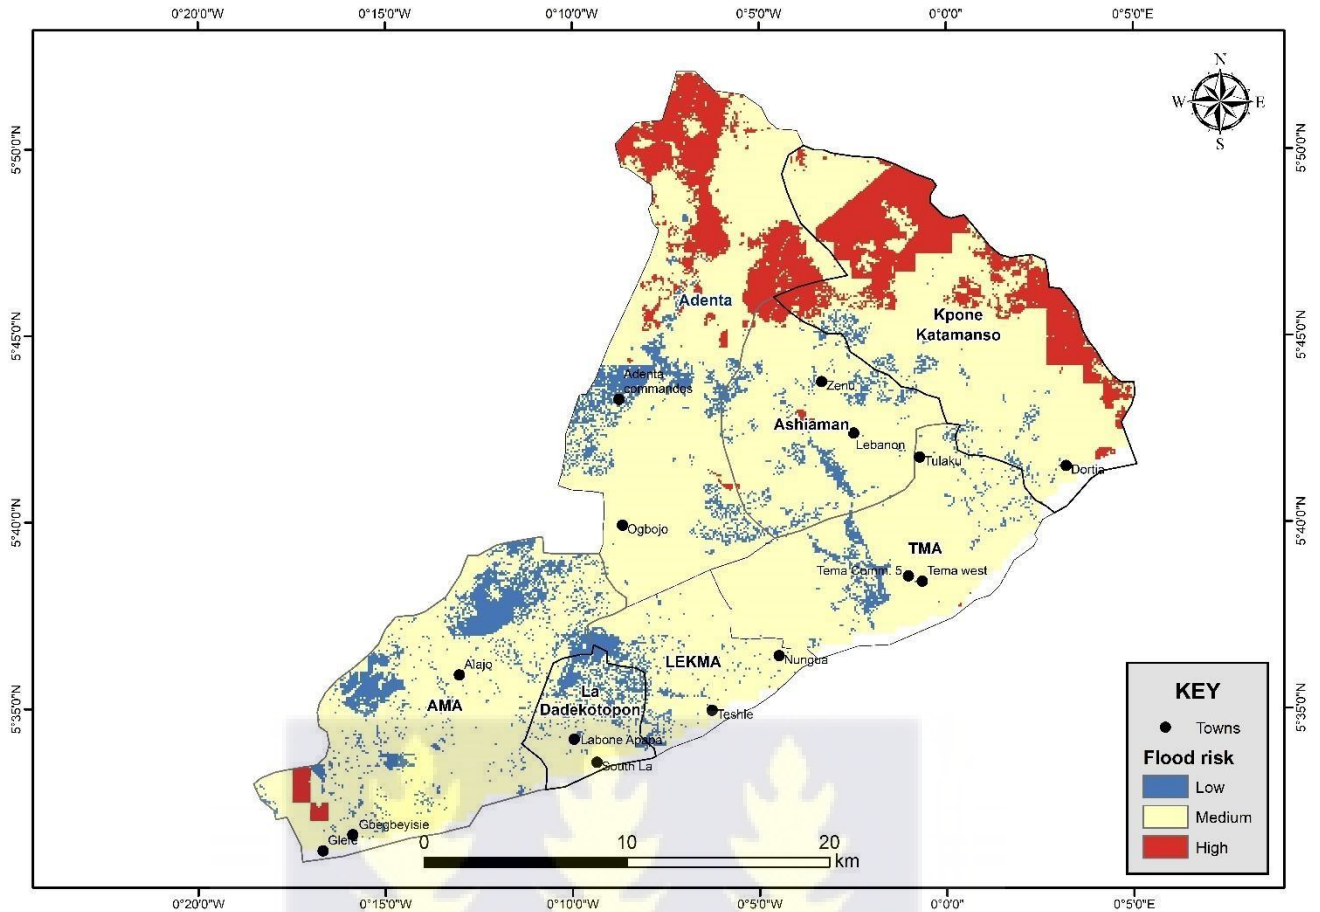 0°20'0"W 0°15'0"W 0°10'0"W 0°5'0"W 0°0'0" 0°5'0"E
N
W E
S
5°50'0"N 5°50'0"N
Adenta
Kpone
Katamanso
5°45'0"N 5°45'0"N
Adenta
commandos
Zenu
Ashiaman
Lebanon
Tulaku
Dortia
5°40'0"N 5°40'0"N
Ogbojo
TMA
Tema Comm. 5 Tema west
Alajo
LEKMA
Nungua
La
Dadekotopon
AMA
Teshie
5°35'0"N 5°35'0"N
Labone Apapa
South La
Gbegbeyisie
Glefe
0 10 20
km
KEY
Towns
Flood risk
Low
Medium
High
0°20'0"W 0°15'0"W 0°10'0"W 0°5'0"W 0°0'0" 0°5'0"E